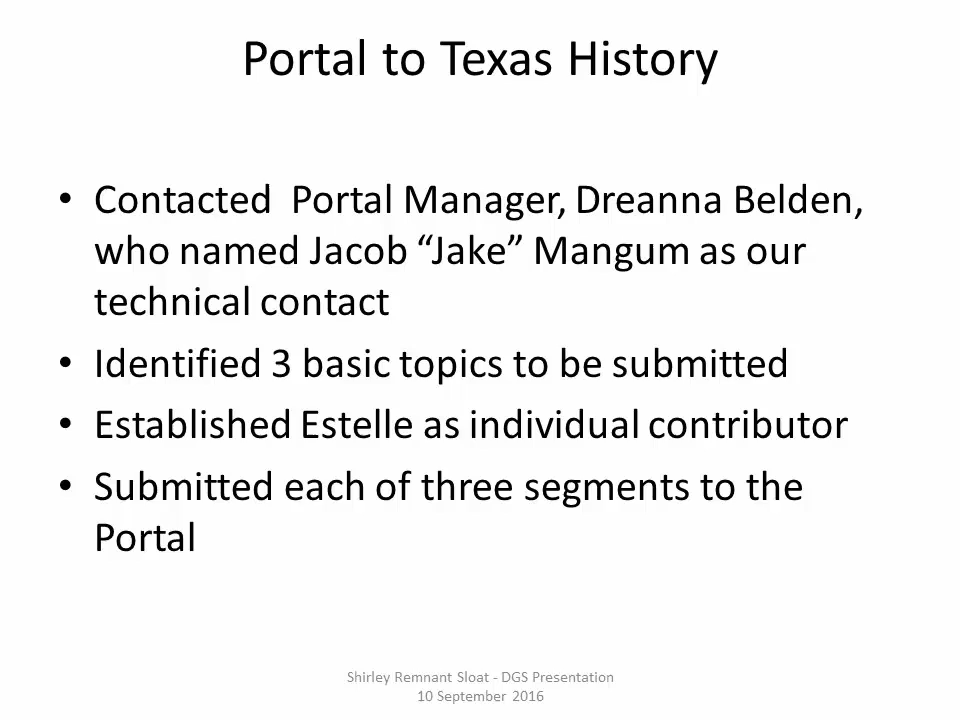 Portal to Texas History
• Contacted  Portal Manager, Dreanna Belden,
who named Jacob “Jake” Mangum as our
technical contact
• Identified 3 basic topics to be submitted
• Established Estelle as individual contributor
• Submitted each of three segments to the
Portal
Shirley Remnant Sloat - DGS Presentation
10 September 2016